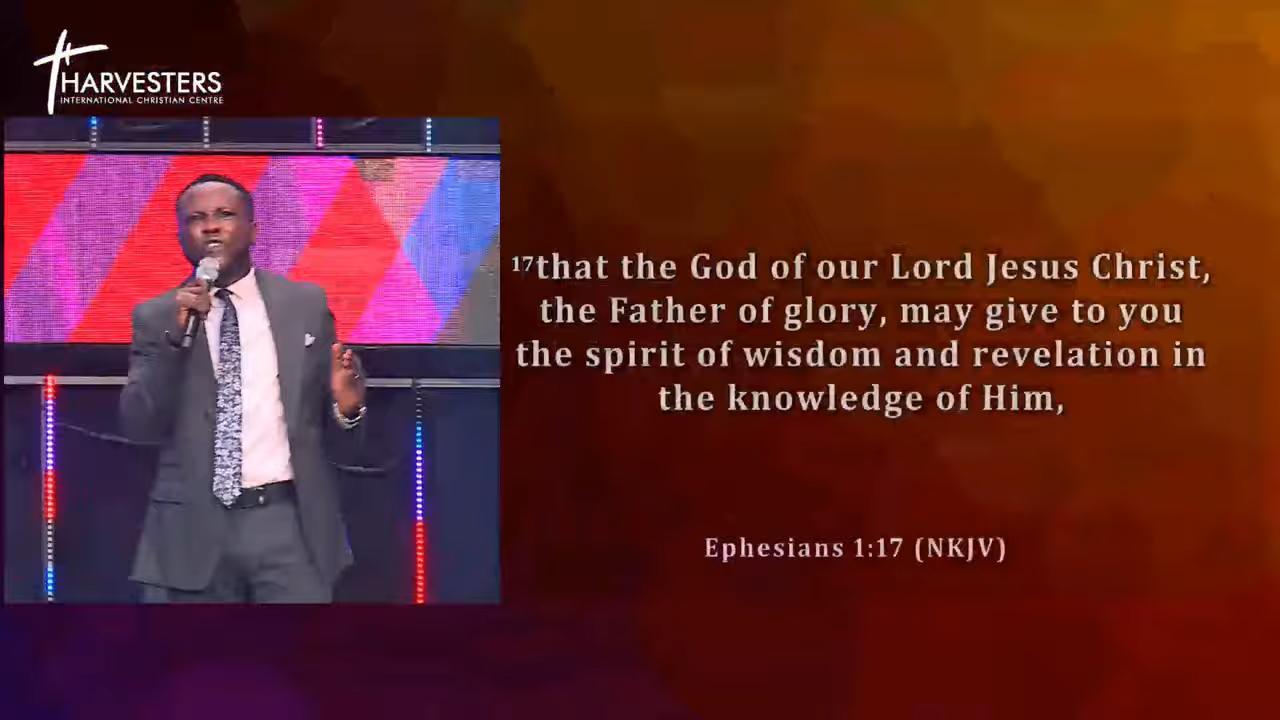 HARVESTERS
INTERNATIONAL CHRISTIAN CENTRE
17that the God of our Lord Jesus Christ,
the Father of glory, may give to you
the spirit of wisdom and revelation in
the knowledge of Him,
Ephesians 1:17 (NKJV)